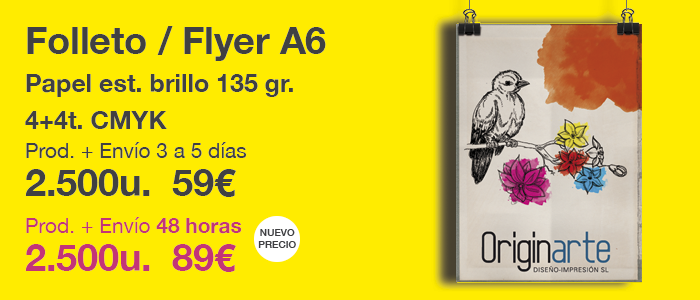 Folleto / Flyer A6
Papel est. brillo 135 gr.
4+4t. CMYK
Prod. + Envío 3 a 5 días
2.500u. 59€
Prod. + Envío 48 horas
2.500u. 89€
NUEVO
PRECIO
Originarte
DISEÑO-IMPRESIÓN SL